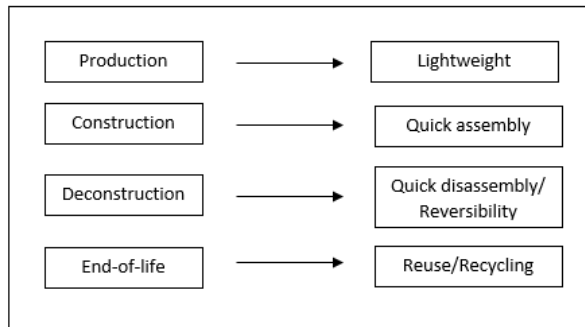 Production
Lightweight
Construction
Quick assembly
Deconstruction
Quick disassembly/
Reversibility
End-of-life
Reuse/Recycling